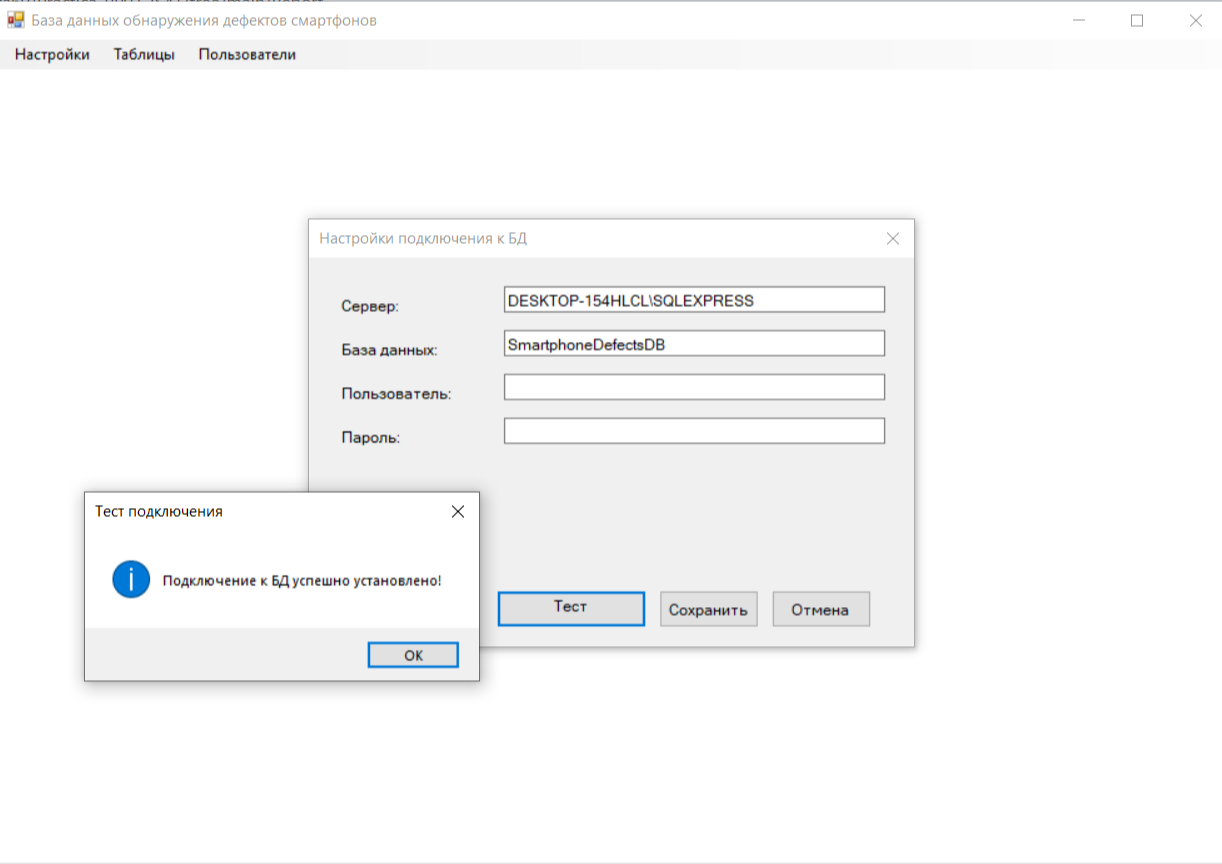 База данных обнаружения дефектов смартфонов
Настройки Таблицы Пользователи
Настройки подключения к БД
Сервер: DESKTOP-154HLCL\SQLEXPRESS
База данных: SmartphoneDefectsDB
Пользователь:
Пароль:
Тест подключения
Подключение к БД успешно установлено!
Тест Сохранить Отмена
OK